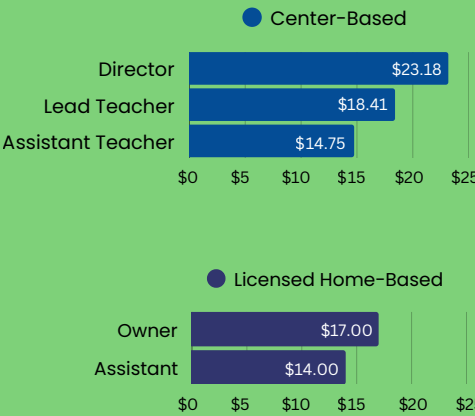 Center-Based
Director $23.18
Lead Teacher $18.41
Assistant Teacher $14.75
$0 $5 $10 $15 $20 $25
Licensed Home-Based
Owner $17.00
Assistant $14.00
$0 $5 $10 $15 $20